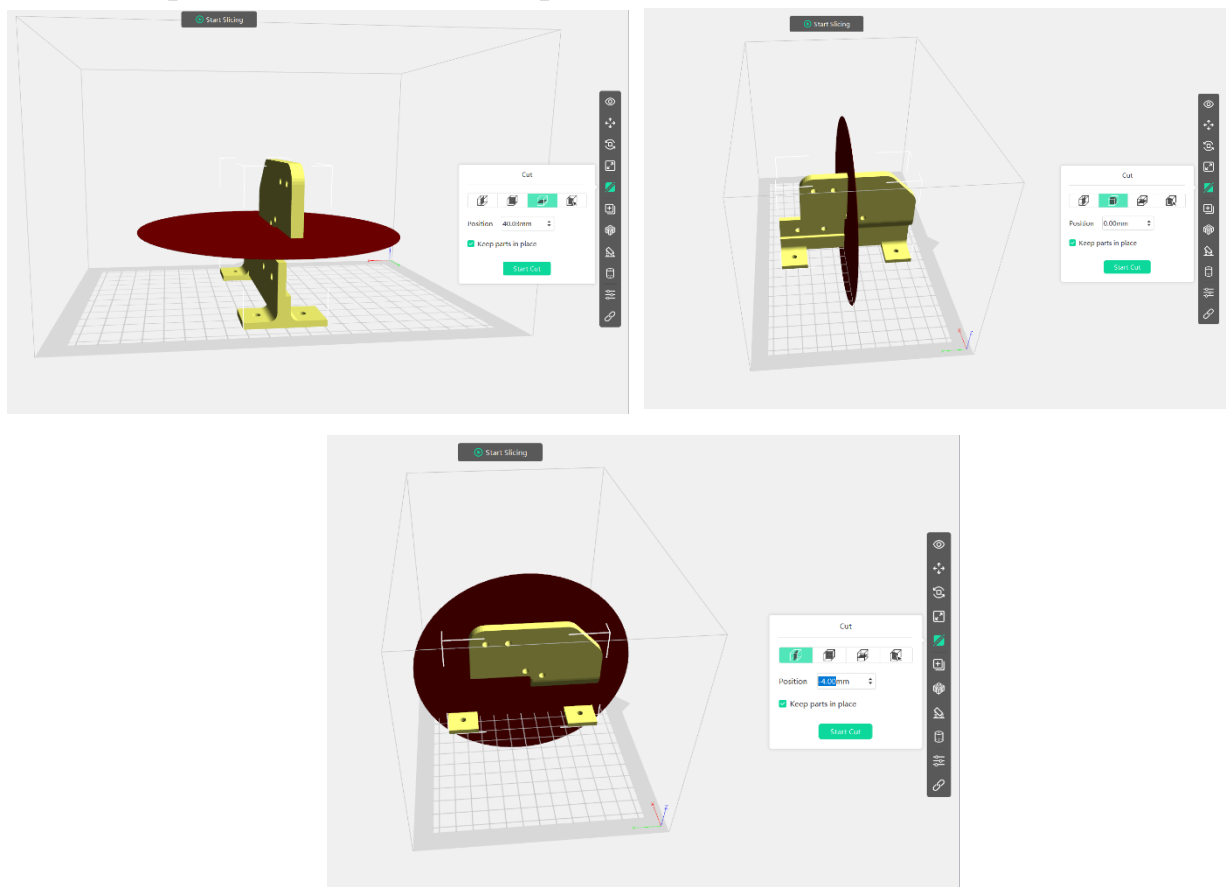 Start Slicing
Cut
Position 40.03mm
Keep parts in place
Start Cut
Start Slicing
Cut
Position 0.00mm
Keep parts in place
Start Cut
Start Slicing
Cut
Position -4.00mm
Keep parts in place
Start Cut